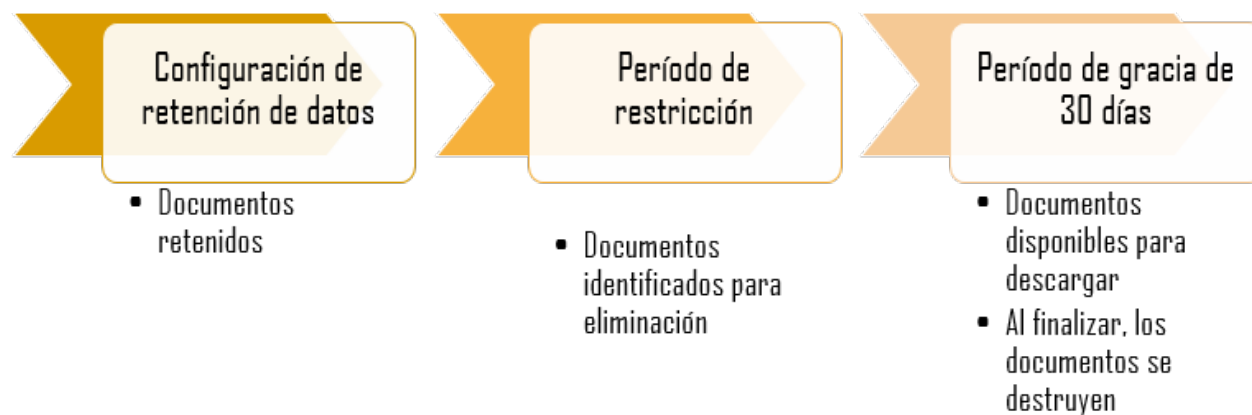 Configuración de
retención de datos
• Documentos
retenidos
Período de
restricción
• Documentos
identificados para
eliminación
Período de gracia de
30 días
• Documentos
disponibles para
descargar
• Al finalizar, los
documentos se
destruyen